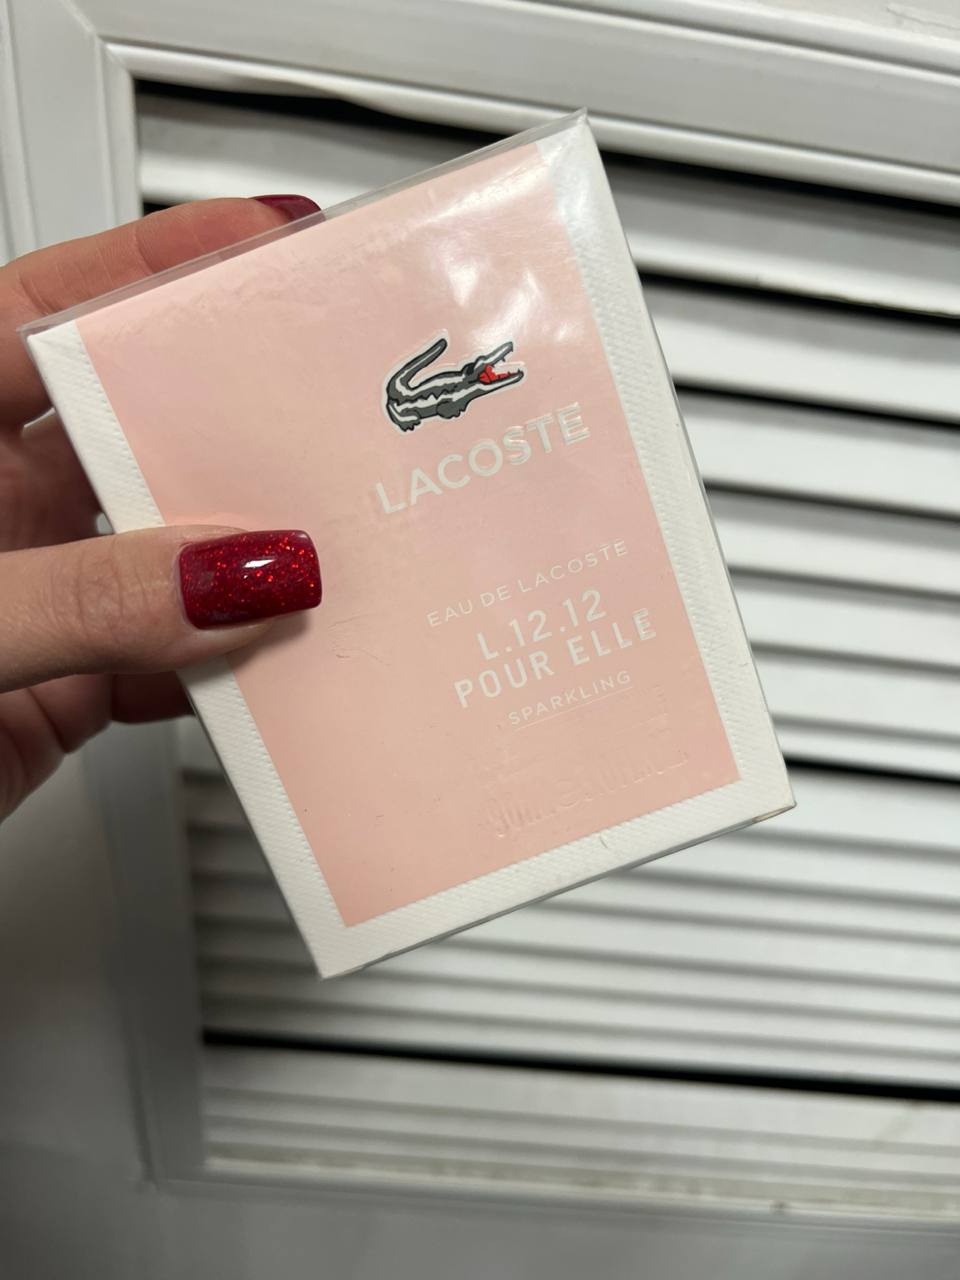 LACOSTE
EAU DE LACOSTE
L.12.12
POUR ELLE
SPARKLING